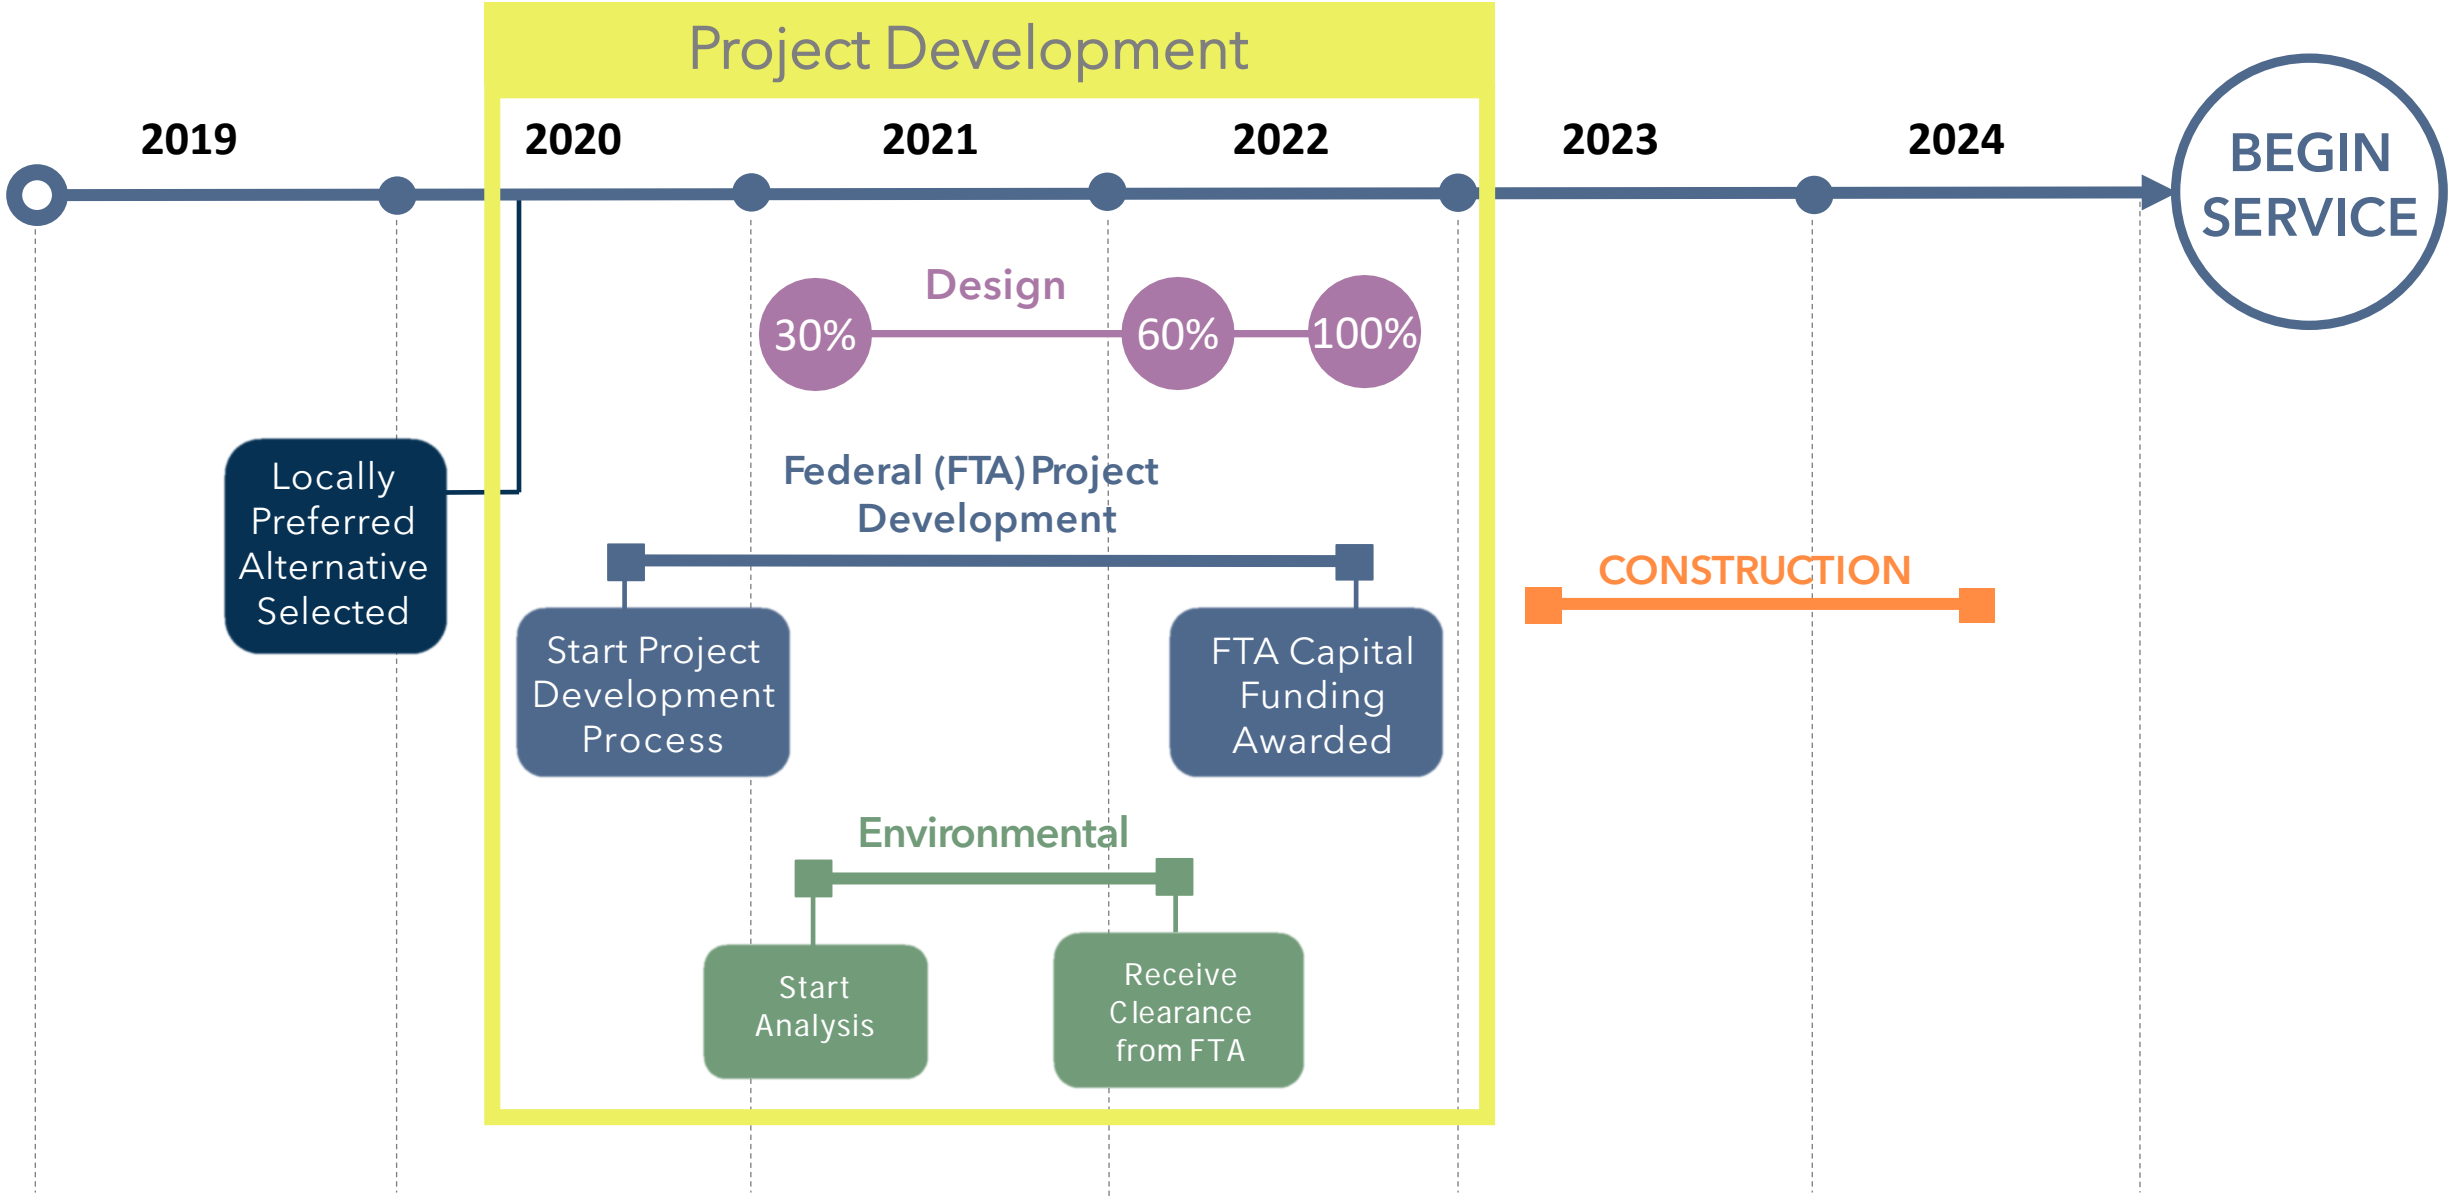 Project Development
2019
2020
2021
2022
2023
2024
BEGIN
SERVICE
Design
30%
60%
100%
Locally
Preferred
Alternative
Selected
Federal (FTA) Project
Development
Start Project
Development
Process
FTA Capital
Funding
Awarded
CONSTRUCTION
Environmental
Start
Analysis
Receive
Clearance
from FTA